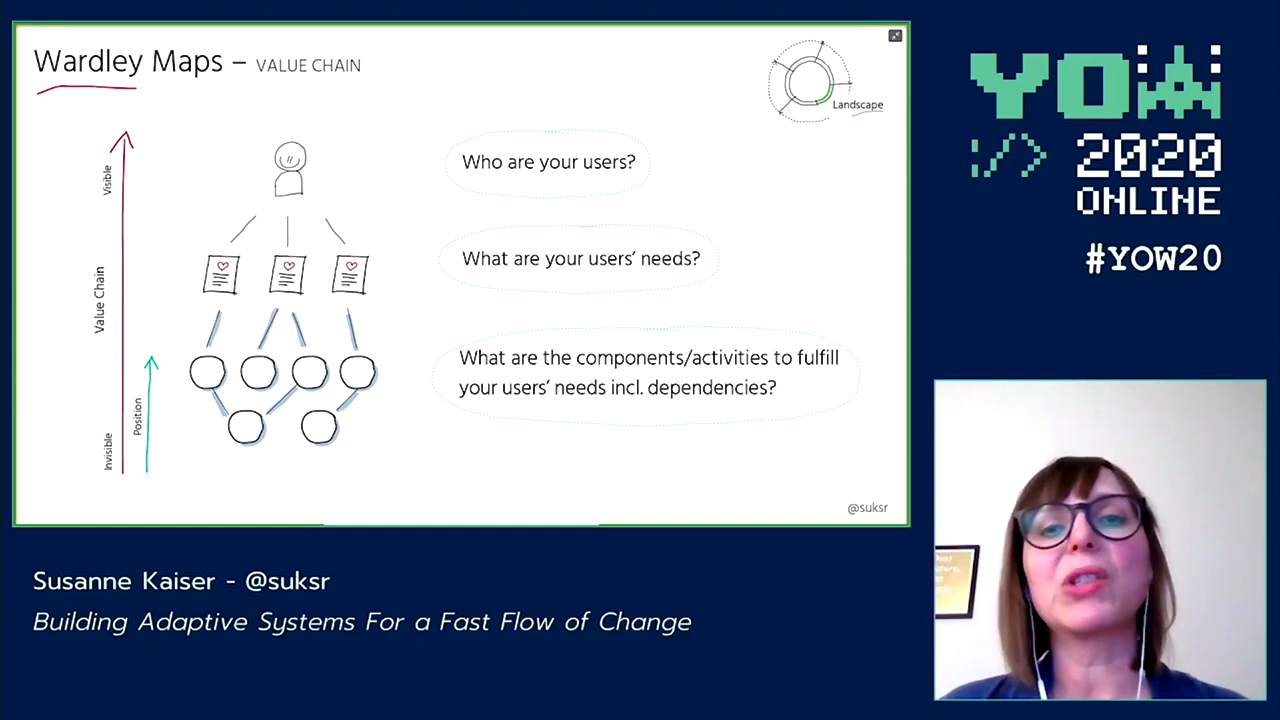 Wardley Maps – VALUE CHAIN
Landscape
Visible
Value Chain
Position
Invisible
Who are your users?
What are your users’ needs?
What are the components/activities to fulfill
your users’ needs incl. dependencies?
@suksr
YOW
:/> 2020
ONLINE
#YOW20
Susanne Kaiser - @suksr
Building Adaptive Systems For a Fast Flow of Change